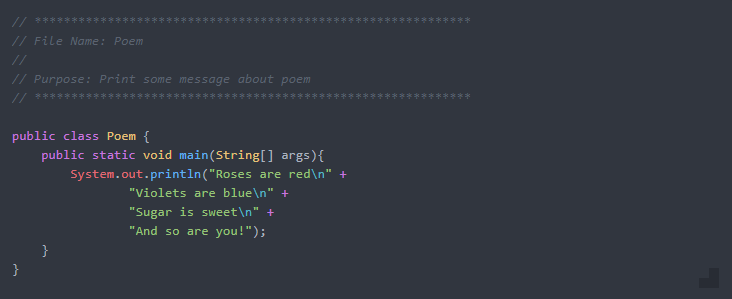 // ************************************************************
// File Name: Poem
//
// Purpose: Print some message about poem
// ************************************************************
public class Poem {
    public static void main(String[] args){
        System.out.println("Roses are red\n" +
                "Violets are blue\n" +
                "Sugar is sweet\n" +
                "And so are you!");
    }
}